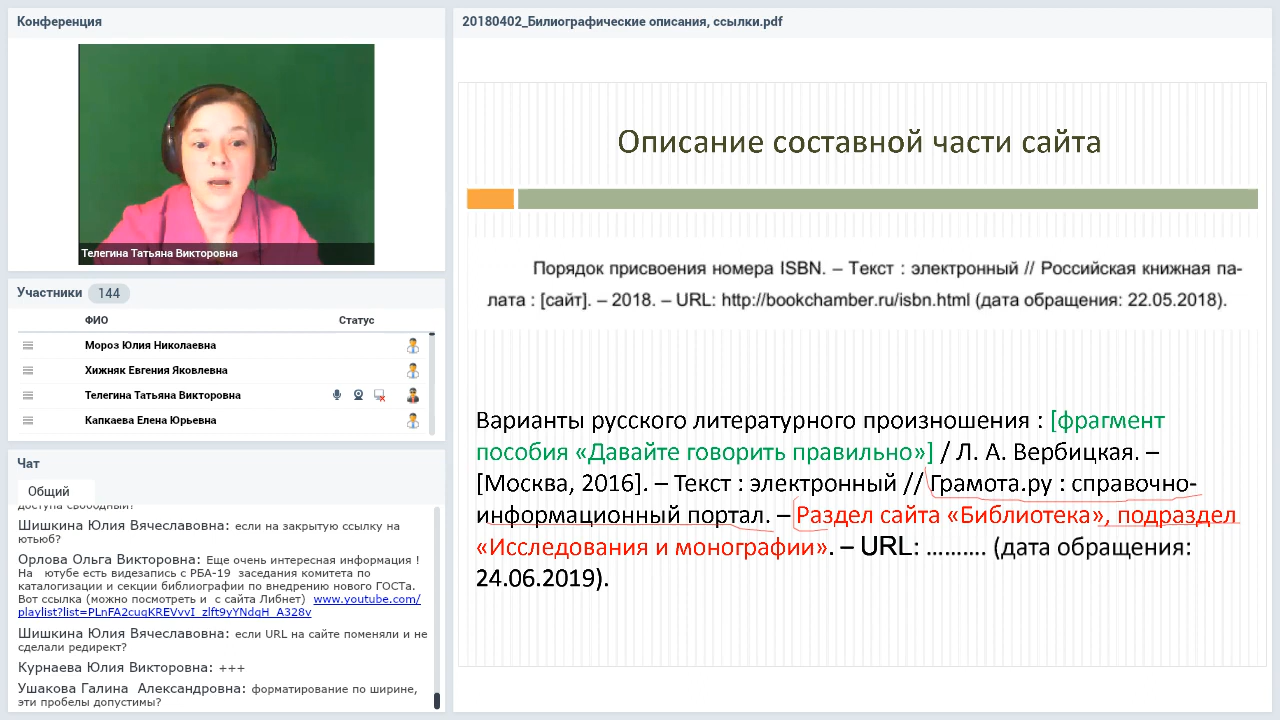 Конференция
Телегина Татьяна Викторовна
Участники 144
ФИО Статус
Мороз Юлия Николаевна
Хижняк Евгения Яковлевна
Телегина Татьяна Викторовна
Капкаева Елена Юрьевна
Чат
Общий
доступа свободный?
Шишкина Юлия Вячеславовна: если на закрытую ссылку на
ютьюб?
Орлова Ольга Викторовна: Еще очень интересная информация !
На ютубе есть видезапись с РБА-19 заседания комитета по
каталогизации и секции библиографии по внедрению нового ГОСТа.
Вот ссылка (можно посмотреть и с сайта Либнет) www.youtube.com/
playlist?list=PLnFA2cuqKREVvvI_zlft9yYNdqH_A328v
Шишкина Юлия Вячеславовна: если URL на сайте поменяли и не
сделали редирект?
Курнаева Юлия Викторовна: +++
Ушакова Галина Александровна: форматирование по ширине,
эти пробелы допустимы?
20180402_Билиографические описания, ссылки.pdf
Описание составной части сайта
Порядок присвоения номера ISBN. – Текст : электронный // Российская книжная па-
лата : [сайт]. – 2018. – URL: http://bookchamber.ru/isbn.html (дата обращения: 22.05.2018).
Варианты русского литературного произношения : [фрагмент
пособия «Давайте говорить правильно»] / Л. А. Вербицкая. –
[Москва, 2016]. – Текст : электронный // Грамота.ру : справочно-
информационный портал. – Раздел сайта «Библиотека», подраздел
«Исследования и монографии». – URL: ………. (дата обращения:
24.06.2019).